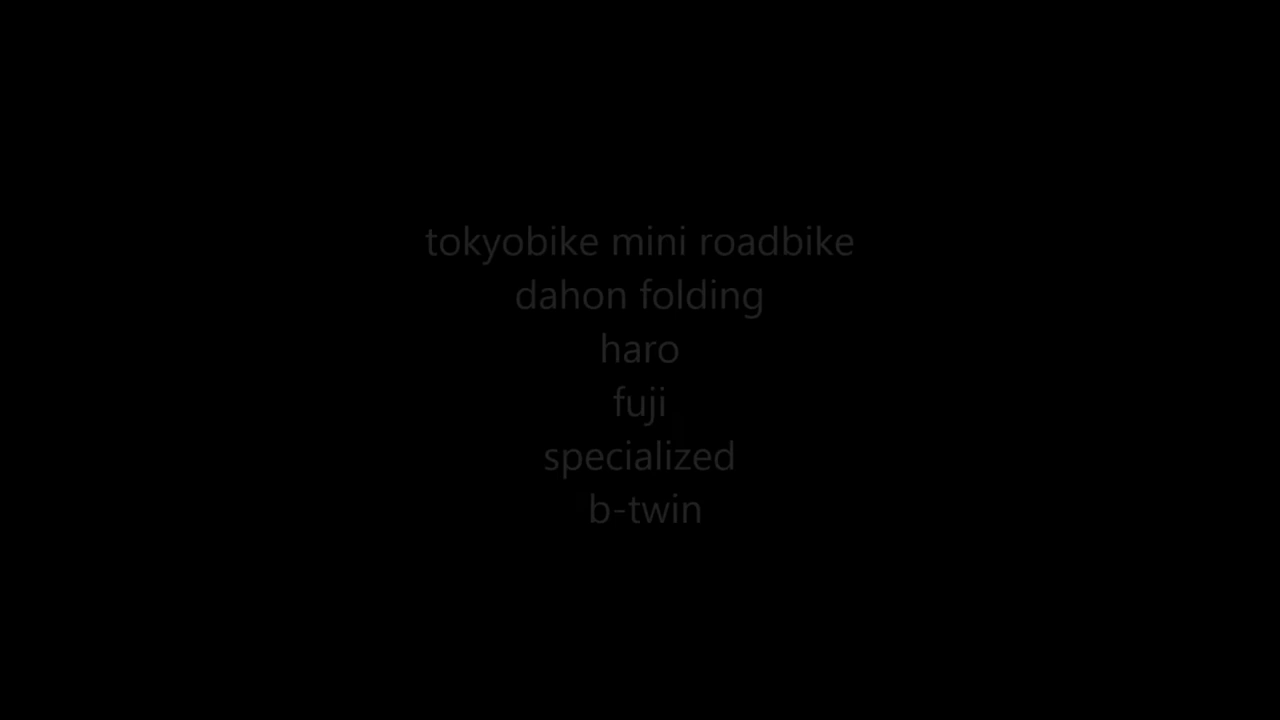 tokyobike mini roadbike
dahon folding
haro
fuji
specialized
b-twin